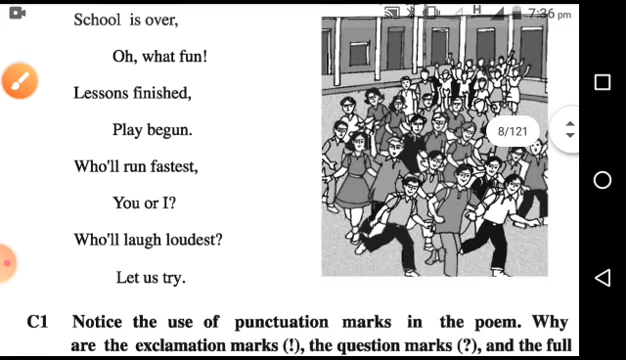 H 7:36 pm
School is over,
Oh, what fun!
Lessons finished,
Play begun.
8/121
Who'll run fastest,
You or I?
Who'll laugh loudest?
Let us try.
C1 Notice the use of punctuation marks in the poem. Why
are the exclamation marks (!), the question marks (?), and the full